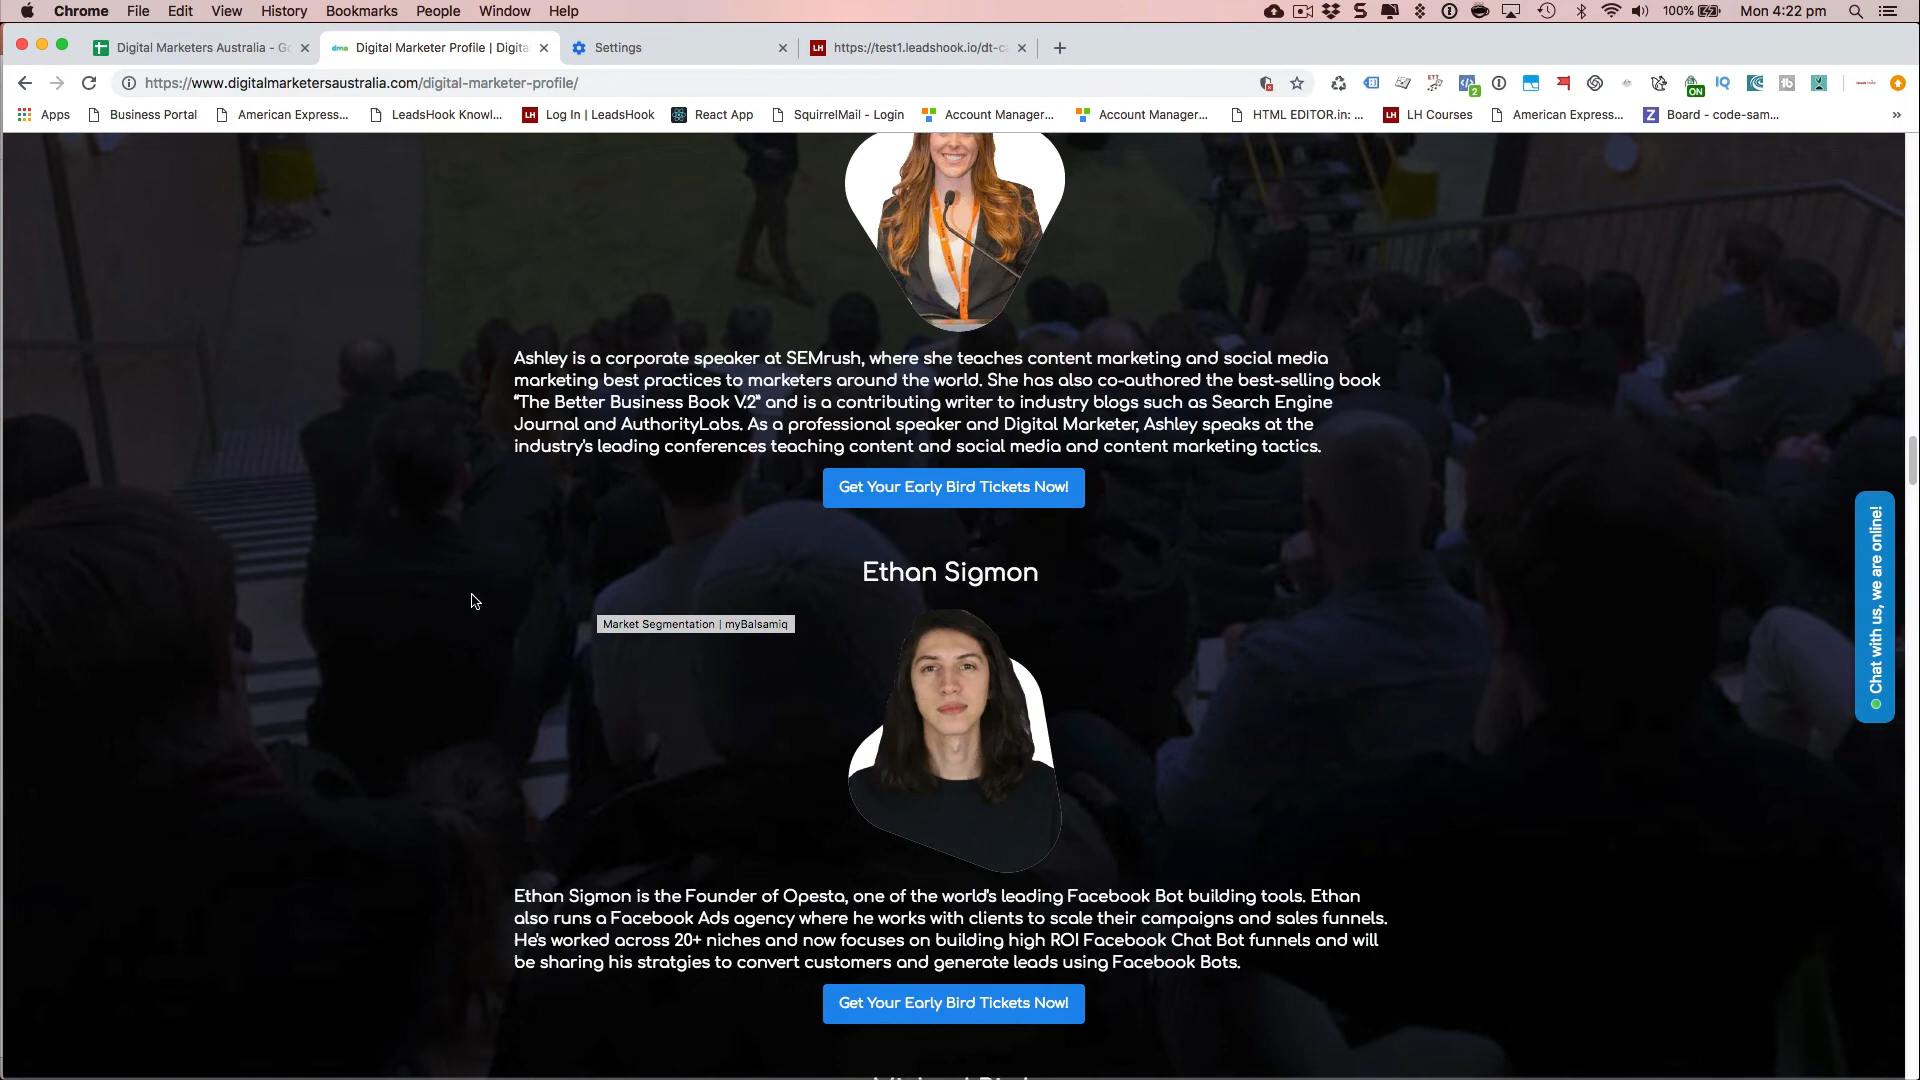 Chrome File Edit View History Bookmarks People Window Help 100% Mon 4:22 pm
Digital Marketers Australia - Go
dma Digital Marketer Profile | Digita
Settings
LH https://test1.leadshook.io/dt-ca
https://www.digitalmarketersaustralia.com/digital-marketer-profile/
ETT 2 ON IQ
Apps Business Portal American Express... LeadsHook Knowl... LH Log In | LeadsHook React App SquirrelMail - Login Account Manager... Account Manager... HTML EDITOR.in: ... LH LH Courses American Express... Z Board - code-sam... »
Ashley is a corporate speaker at SEMrush, where she teaches content marketing and social media
marketing best practices to marketers around the world. She has also co-authored the best-selling book
“The Better Business Book V.2” and is a contributing writer to industry blogs such as Search Engine
Journal and AuthorityLabs. As a professional speaker and Digital Marketer, Ashley speaks at the
industry's leading conferences teaching content and social media and content marketing tactics.
Get Your Early Bird Tickets Now!
Chat with us, we are online!
Ethan Sigmon
Market Segmentation | myBalsamiq
Ethan Sigmon is the Founder of Opesta, one of the world's leading Facebook Bot building tools. Ethan
also runs a Facebook Ads agency where he works with clients to scale their campaigns and sales funnels.
He's worked across 20+ niches and now focuses on building high ROI Facebook Chat Bot funnels and will
be sharing his stratgies to convert customers and generate leads using Facebook Bots.
Get Your Early Bird Tickets Now!